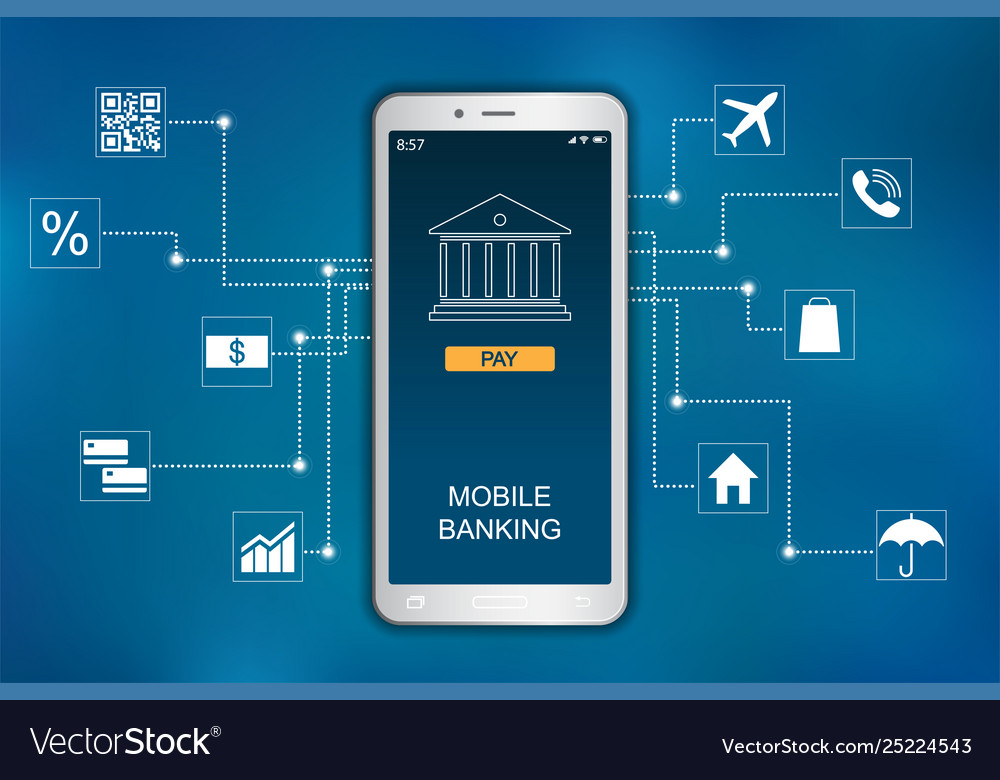 8:57
%
$
PAY
MOBILE
BANKING
VectorStock®
VectorStock.com/25224543